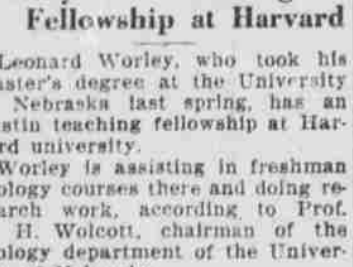 Fellowship at Harvard
Leonard Worley, who took his
aster's degree at the University
Nebraska last spring, has an
stin teaching fellowship at Har-
rd university.
Worley is assisting in freshman
ology courses there and doing re-
arch work, according to Prof.
H. Wolcott, chairman of the
ology department of the Univer-